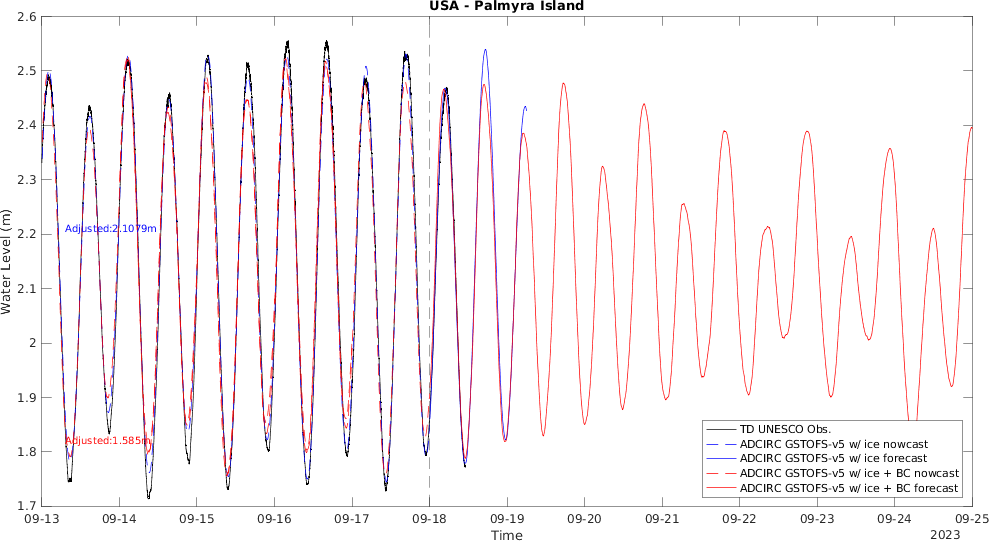 USA - Palmyra Island
2.6
2.5
2.4
2.3
2.2
2.1
2
1.9
1.8
1.7
Water Level (m)
Adjusted:2.1079m
Adjusted:1.585m
TD UNESCO Obs.
ADCIRC GSTOFS-v5 w/ ice nowcast
ADCIRC GSTOFS-v5 w/ ice forecast
ADCIRC GSTOFS-v5 w/ ice + BC nowcast
ADCIRC GSTOFS-v5 w/ ice + BC forecast
09-13 09-14 09-15 09-16 09-17 09-18 09-19 09-20 09-21 09-22 09-23 09-24 09-25
Time
2023